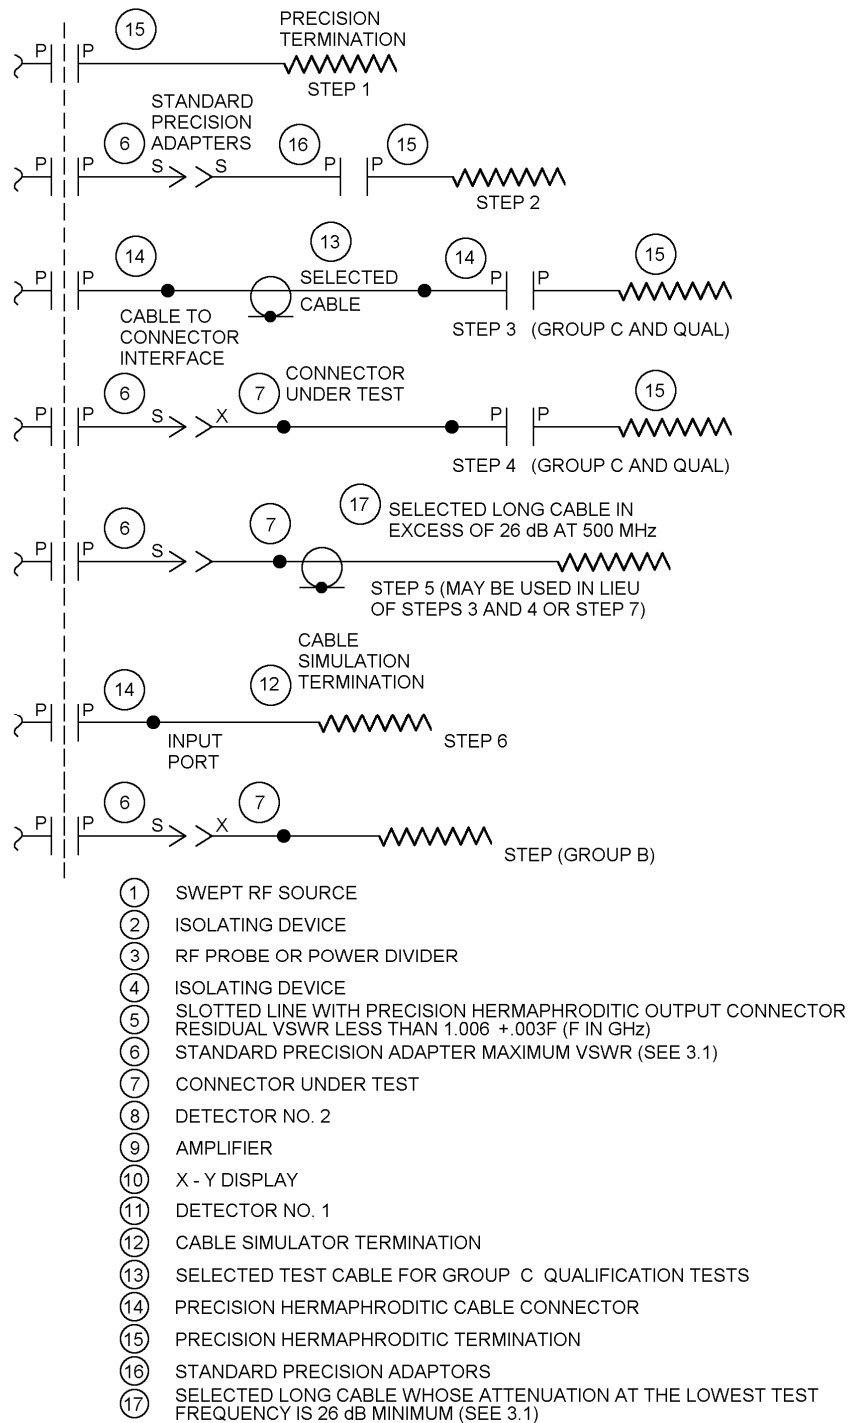 15
PRECISION
TERMINATION
P P
STEP 1
STANDARD
PRECISION
ADAPTERS
6 16 15
P P S S P P
STEP 2
14 13 14 15
P P SELECTED P P
CABLE
CABLE TO
CONNECTOR
INTERFACE
STEP 3 (GROUP C AND QUAL)
6 7 CONNECTOR
UNDER TEST
15
P P S X P P
STEP 4 (GROUP C AND QUAL)
17 SELECTED LONG CABLE IN
EXCESS OF 26 dB AT 500 MHz
6 7
P P S
STEP 5 (MAY BE USED IN LIEU
OF STEPS 3 AND 4 OR STEP 7)
CABLE
SIMULATION
TERMINATION
14 12
P P
INPUT
PORT
STEP 6
6 7
P P S X
STEP (GROUP B)
1 SWEPT RF SOURCE
2 ISOLATING DEVICE
3 RF PROBE OR POWER DIVIDER
4 ISOLATING DEVICE
5 SLOTTED LINE WITH PRECISION HERMAPHRODITIC OUTPUT CONNECTOR
RESIDUAL VSWR LESS THAN 1.006 +.003F (F IN GHz)
6 STANDARD PRECISION ADAPTER MAXIMUM VSWR (SEE 3.1)
7 CONNECTOR UNDER TEST
8 DETECTOR NO. 2
9 AMPLIFIER
10 X - Y DISPLAY
11 DETECTOR NO. 1
12 CABLE SIMULATOR TERMINATION
13 SELECTED TEST CABLE FOR GROUP C QUALIFICATION TESTS
14 PRECISION HERMAPHRODITIC CABLE CONNECTOR
15 PRECISION HERMAPHRODITIC TERMINATION
16 STANDARD PRECISION ADAPTORS
17 SELECTED LONG CABLE WHOSE ATTENUATION AT THE LOWEST TEST
FREQUENCY IS 26 dB MINIMUM (SEE 3.1)